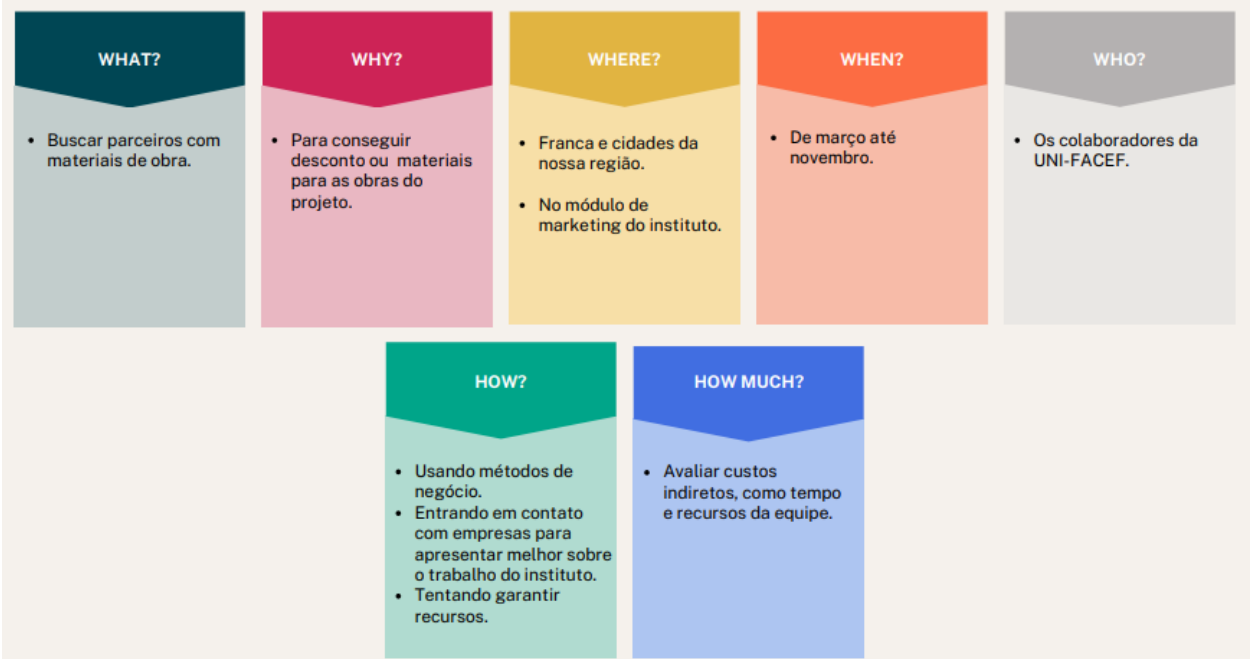 WHAT?
• Buscar parceiros com
materiais de obra.
WHY?
• Para conseguir
desconto ou materiais
para as obras do
projeto.
WHERE?
• Franca e cidades da
nossa região.
• No módulo de
marketing do instituto.
WHEN?
• De março até
novembro.
WHO?
• Os colaboradores da
UNI-FACEF.
HOW?
• Usando métodos de
negócio.
• Entrando em contato
com empresas para
apresentar melhor sobre
o trabalho do instituto.
• Tentando garantir
recursos.
HOW MUCH?
• Avaliar custos
indiretos, como tempo
e recursos da equipe.